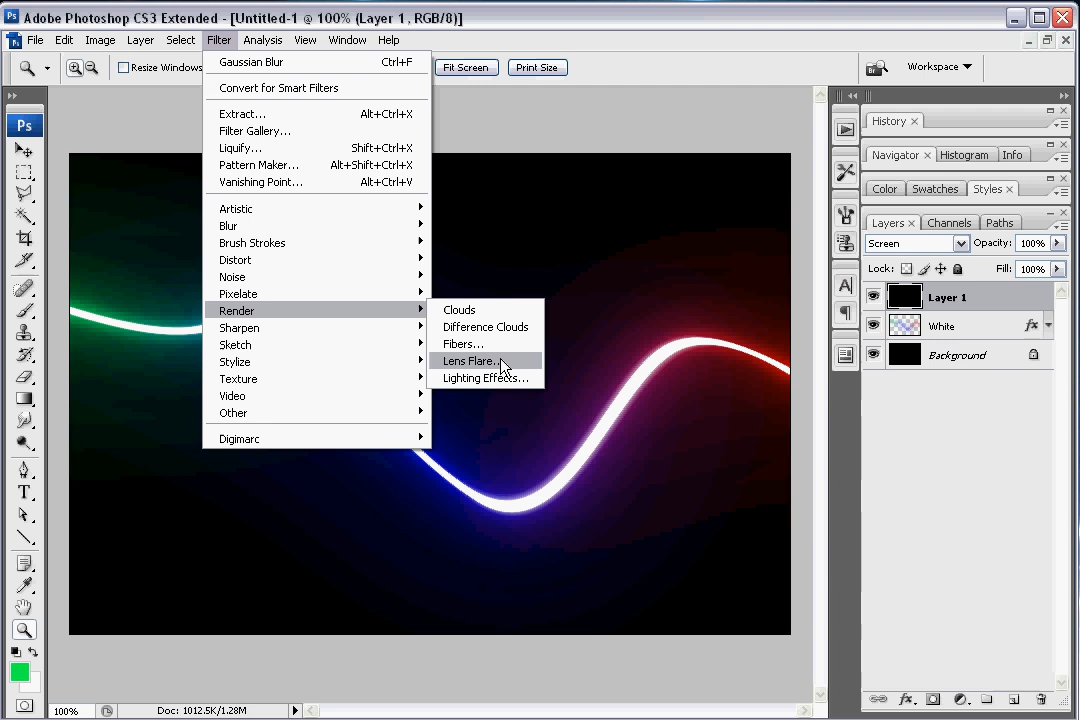 Ps Adobe Photoshop CS3 Extended - [Untitled-1 @ 100% (Layer 1, RGB/8)]
File Edit Image Layer Select Filter Analysis View Window Help
Resize Windows Fit Screen Print Size Workspace
Gaussian Blur Ctrl+F
Convert for Smart Filters
Extract... Alt+Ctrl+X
Filter Gallery...
Liquify... Shift+Ctrl+X
Pattern Maker... Alt+Shift+Ctrl+X
Vanishing Point... Alt+Ctrl+V
Artistic
Blur
Brush Strokes
Distort
Noise
Pixelate
Render
Sharpen
Sketch
Stylize
Texture
Video
Other
Digimarc
Clouds
Difference Clouds
Fibers...
Lens Flare...
Lighting Effects...
Ps
T
History
Navigator Histogram Info
Color Swatches Styles
Layers Channels Paths
Screen Opacity: 100%
Lock: Fill: 100%
Layer 1
White fx
Background
fx
100% Doc: 1012.5K/1.28M